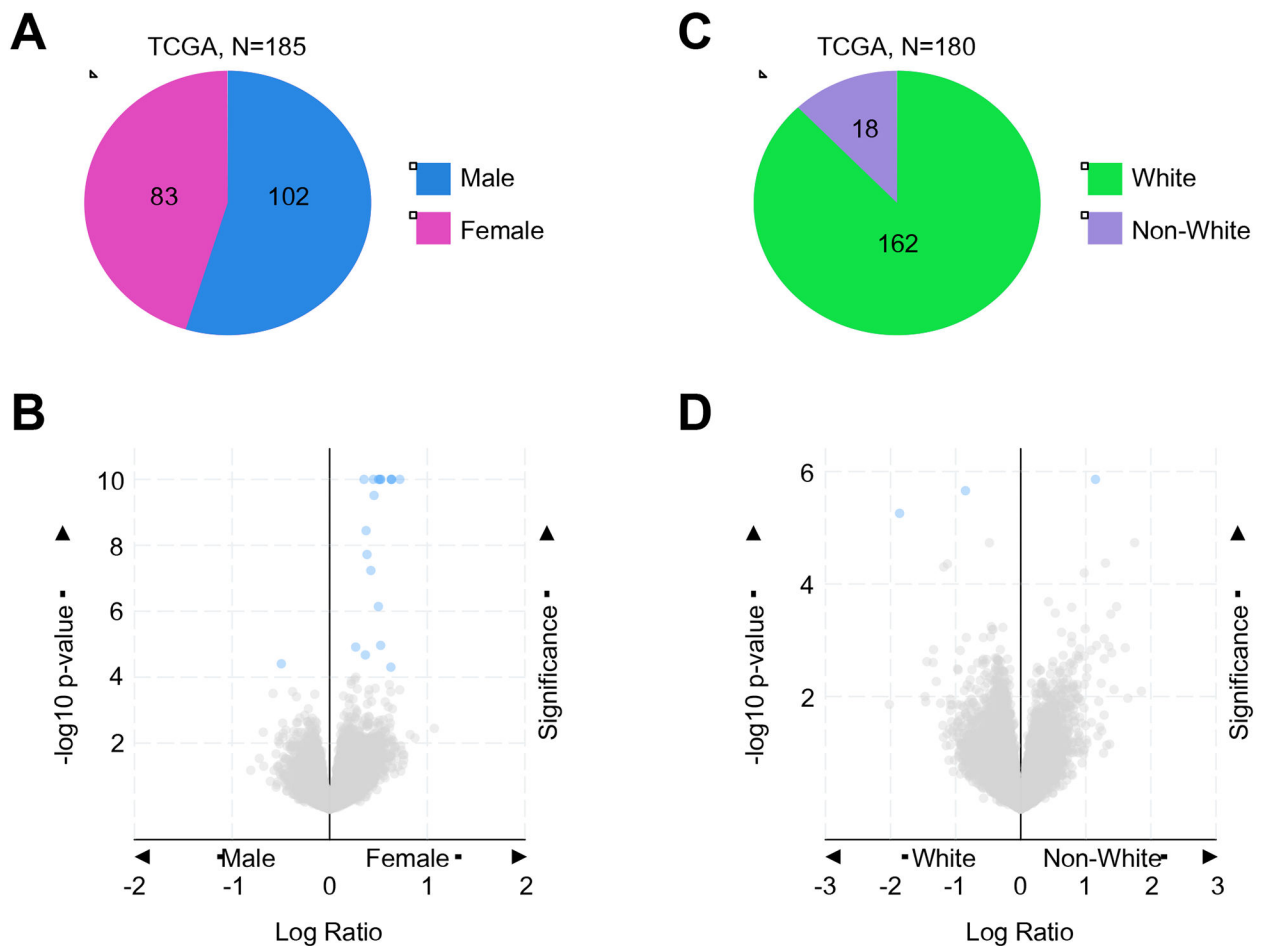 A
TCGA, N=185
83
102
Male
Female
C
TCGA, N=180
18
162
White
Non-White
B
10
8
6
4
2
-log10 p-value
Significance
Male
Female
-2 -1 0 1 2
Log Ratio
D
6
4
2
-log10 p-value
Significance
White
Non-White
-3 -2 -1 0 1 2 3
Log Ratio